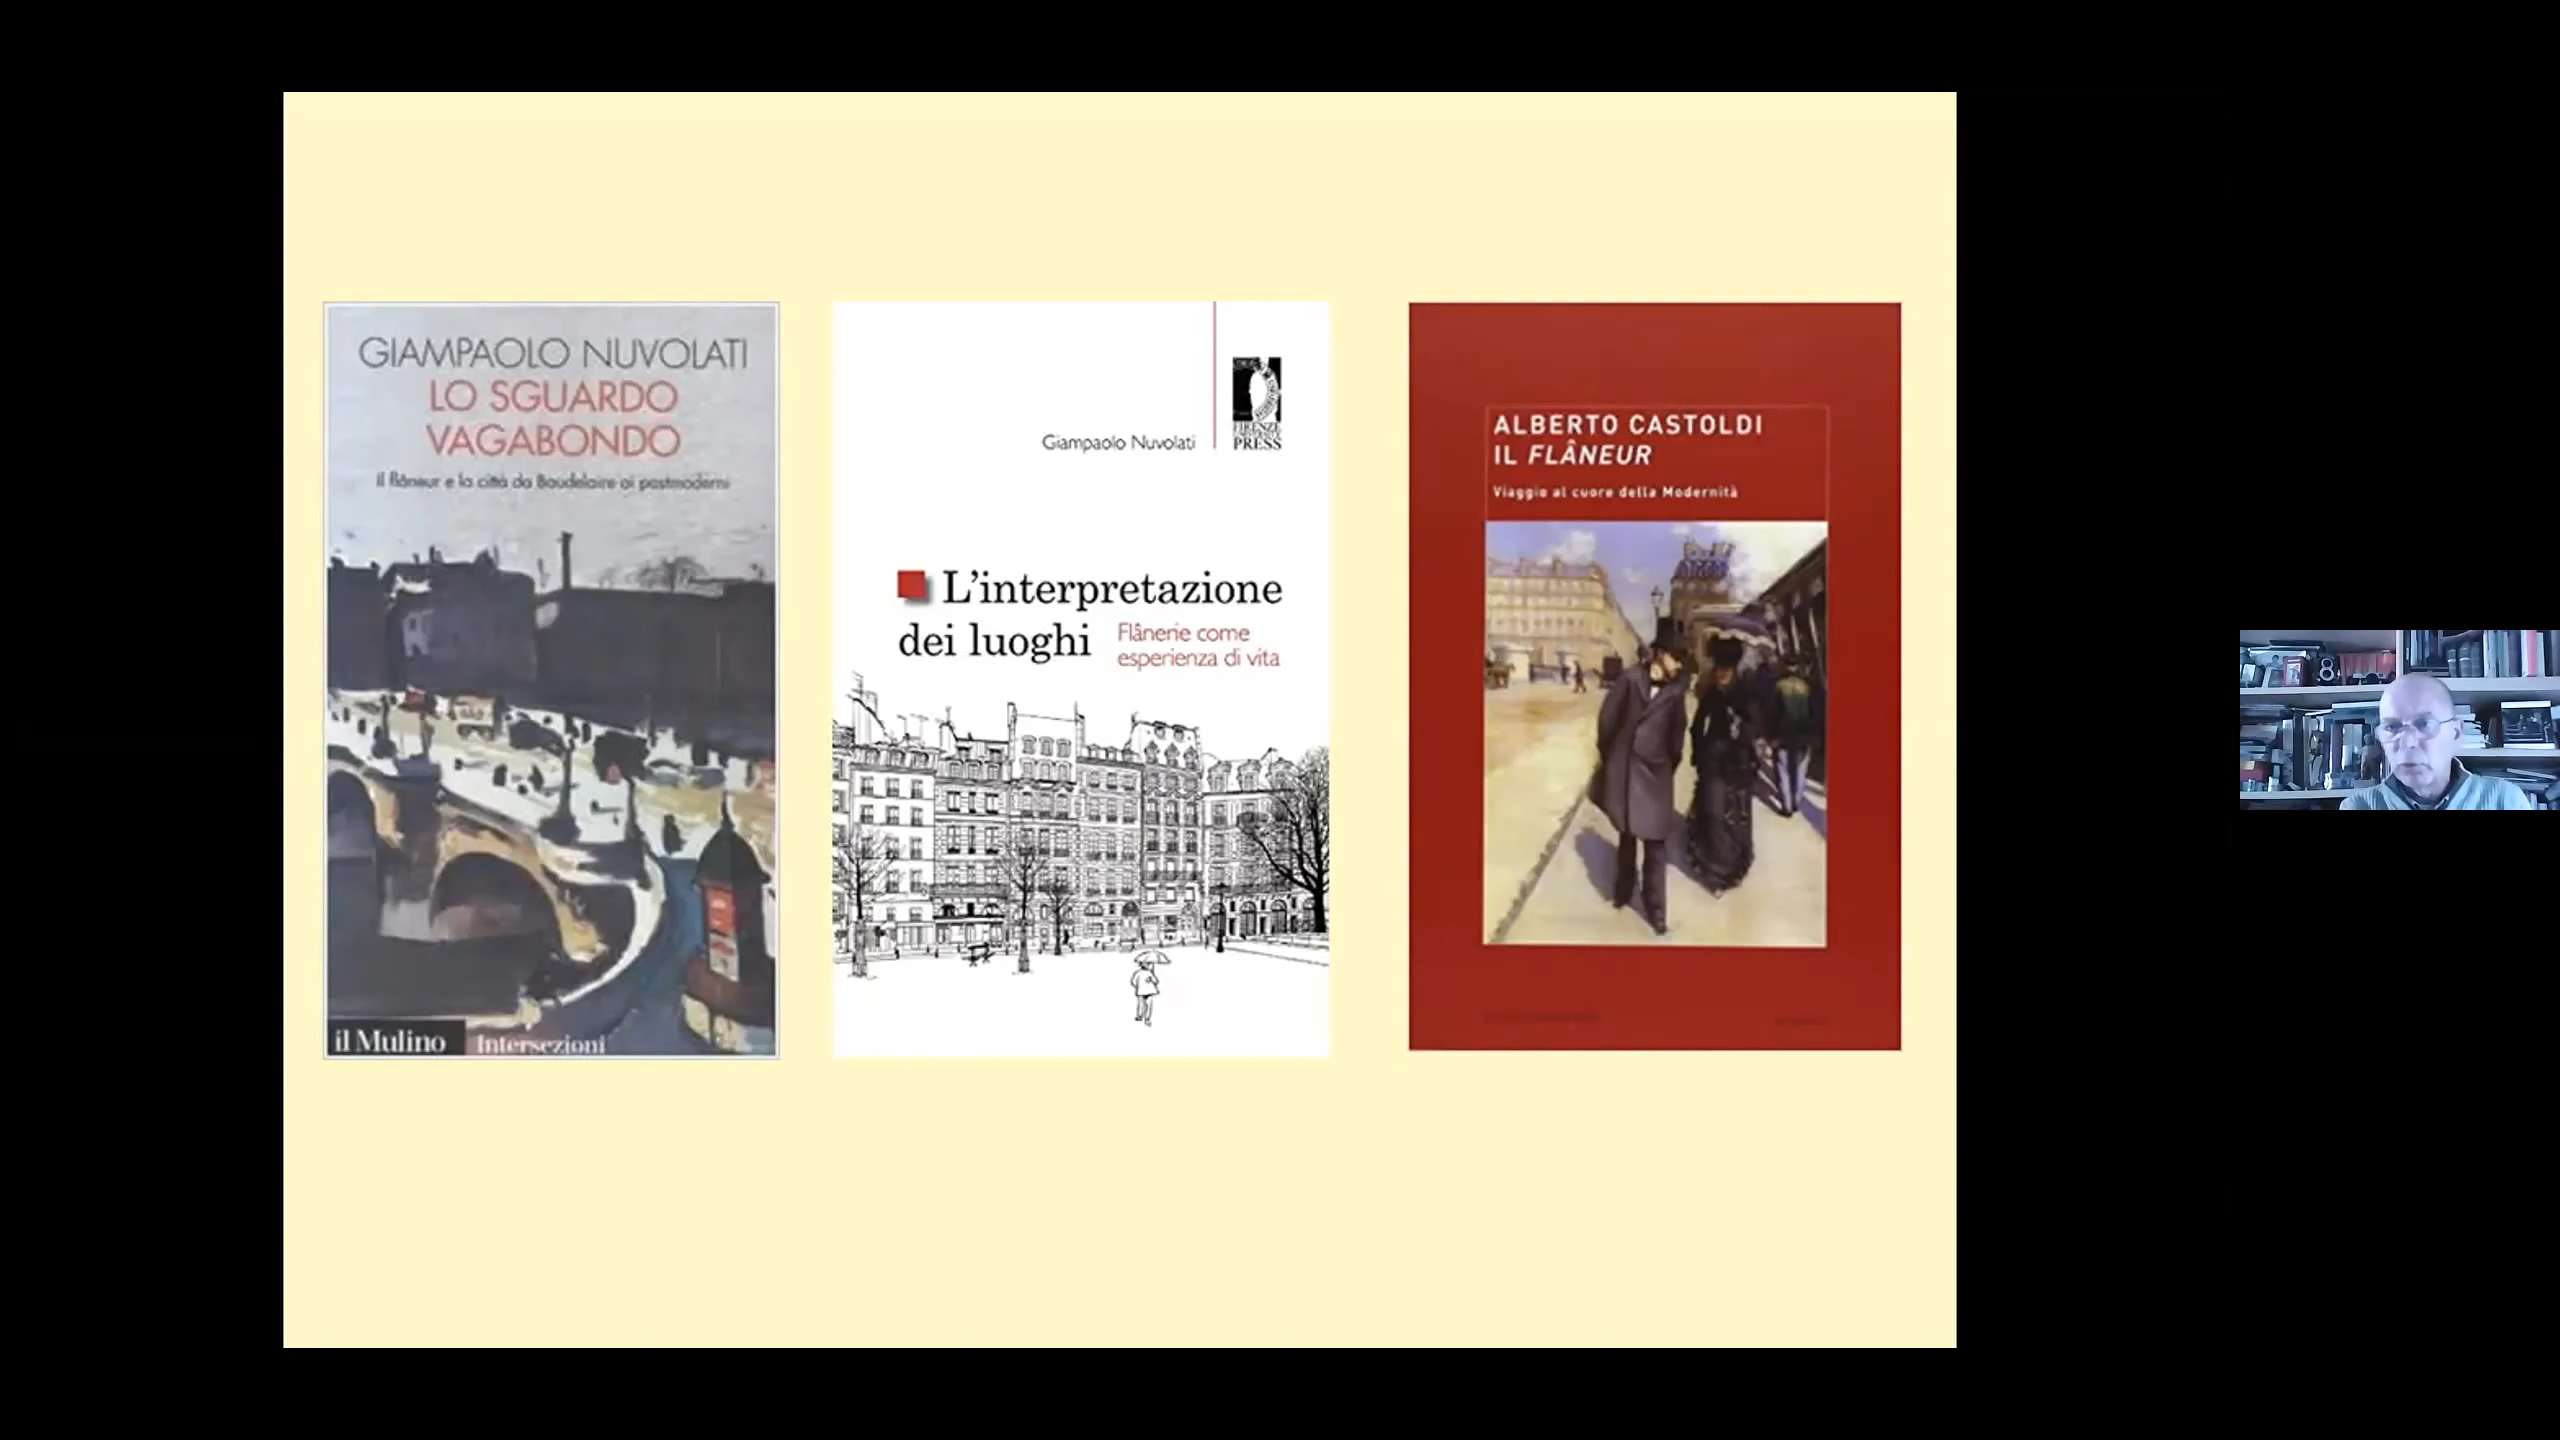 GIAMPAOLO NUVOLATI
LO SGUARDO
VAGABONDO
Il flâneur e la città da Baudelaire ai postmoderni
il Mulino
Intersezioni
Giampaolo Nuvolati
FIRENZE
UNIVERSITY
PRESS
L'interpretazione
dei luoghi
Flânerie come
esperienza di vita
ALBERTO CASTOLDI
IL FLÂNEUR
Viaggio al cuore della Modernità